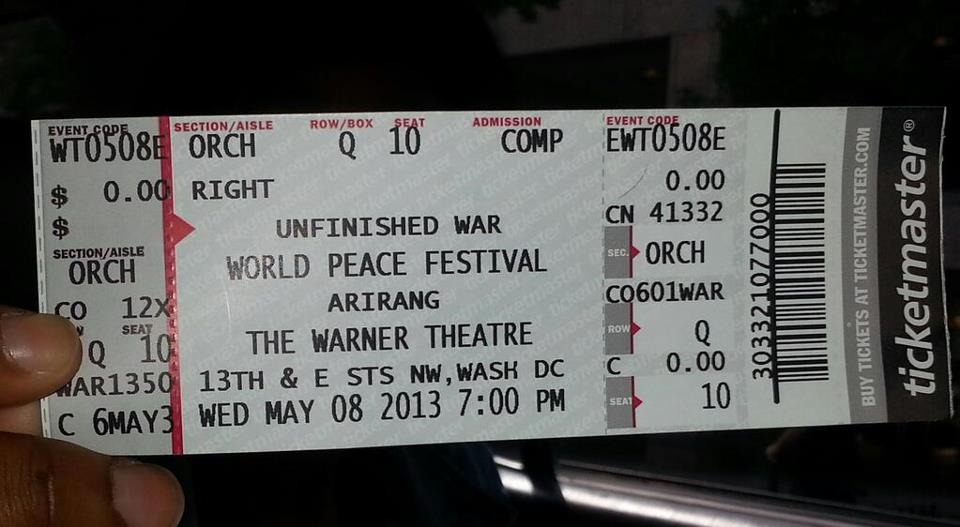 EVENT CODE
WT0508E
$ 0.00
$
SECTION/AISLE
ORCH
CO 12X
SEAT
Q 10
WAR1350
C 6MAY3
SECTION/AISLE ROW/BOX SEAT ADMISSION
ORCH Q 10 COMP
RIGHT
UNFINISHED WAR
WORLD PEACE FESTIVAL
ARIRANG
THE WARNER THEATRE
13TH & E STS NW,WASH DC
WED MAY 08 2013 7:00 PM
EVENT CODE
EWT0508E
0.00
CN 41332
SEC. ORCH
CO601WAR
ROW Q
C 0.00
SEAT 10
303321077000
BUY TICKETS AT TICKETMASTER.COM
ticketmaster®